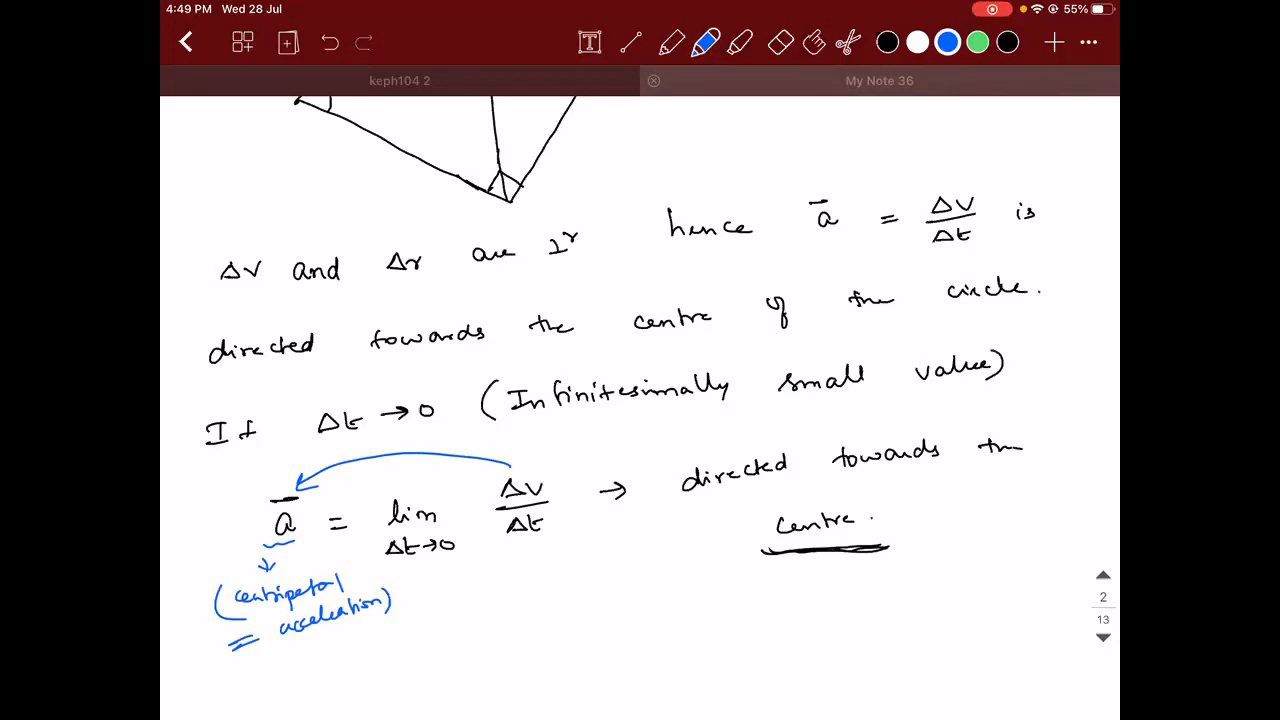 4:49 PM Wed 28 Jul
55%
keph104 2
My Note 36
ΔV and Δr are ⊥r hence a̅ = ΔV/Δt is
directed towards the centre of the circle.
If Δt → 0 (Infinitesimally small value)
a̅ = lim Δt→0 ΔV/Δt → directed towards the
centre.
(centripetal
acceleration)
2
13